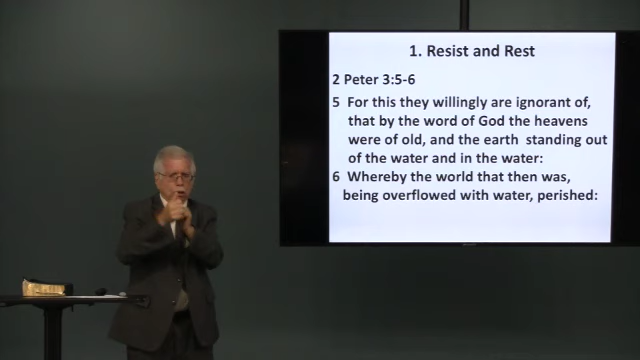 1. Resist and Rest
2 Peter 3:5-6
5 For this they willingly are ignorant of,
that by the word of God the heavens
were of old, and the earth standing out
of the water and in the water:
6 Whereby the world that then was,
being overflowed with water, perished: